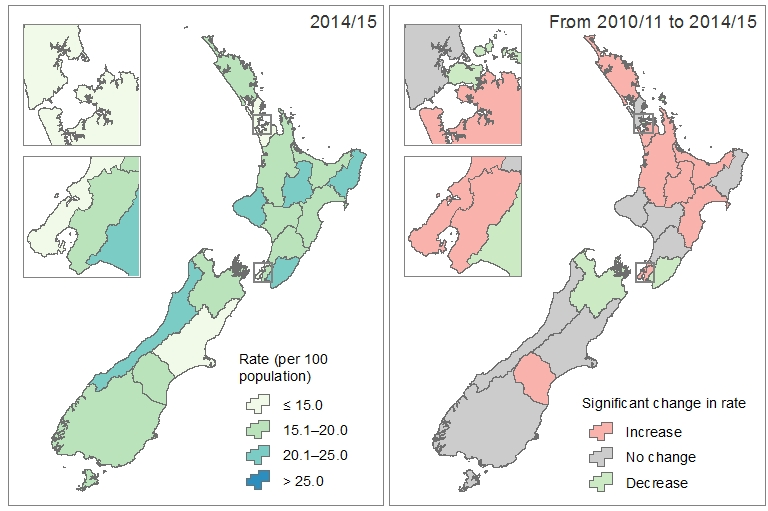 2014/15
Rate (per 100
population)
≤ 15.0
15.1–20.0
20.1–25.0
> 25.0
From 2010/11 to 2014/15
Significant change in rate
Increase
No change
Decrease